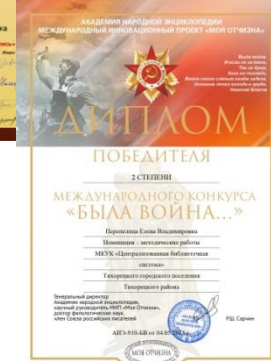 АКАДЕМИЯ НАРОДНОЙ ЭНЦИКЛОПЕДИИ
МЕЖДУНАРОДНЫЙ ИННОВАЦИОННЫЙ ПРОЕКТ «МОЯ ОТЧИЗНА»
ДИПЛОМ
ПОБЕДИТЕЛЯ
2 СТЕПЕНИ
МЕЖДУНАРОДНОГО КОНКУРСА
«БЫЛА ВОЙНА...»
Елена Владимировна
Номинация – методические работы
МКУК «Централизованная библиотечная
система»
Тихорецкого городского поселения
Тихорецкого района
Генеральный директор
Академии народной энциклопедии,
научный руководитель МИП «Моя Отчизна»,
доктор филологических наук,
член Союза российских писателей
МОЯ ОТЧИЗНА